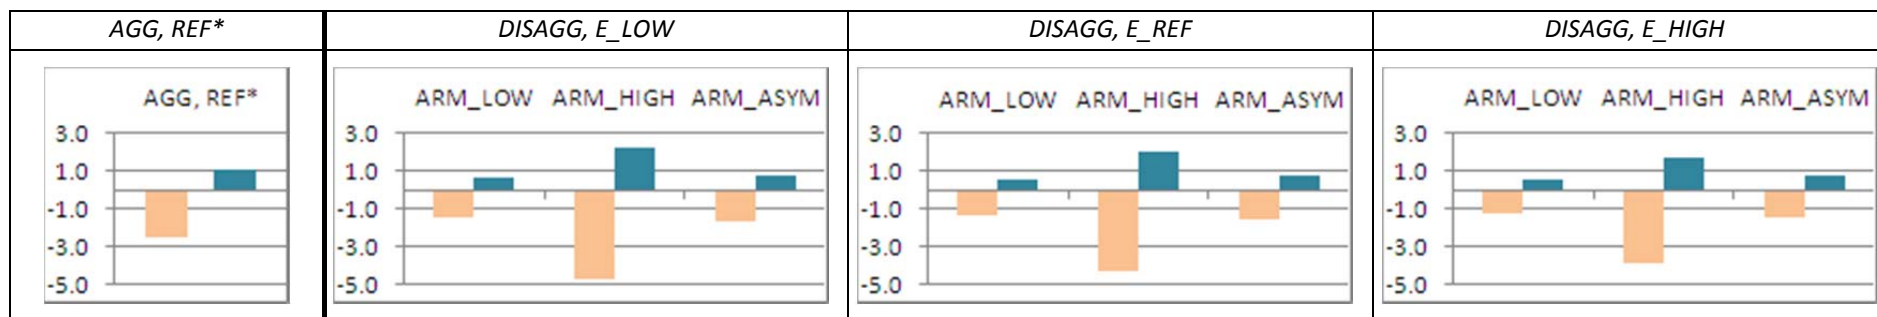 AGG, REF*
DISAGG, E_LOW
DISAGG, E_REF
DISAGG, E_HIGH
AGG, REF*
3.0
1.0
-1.0
-3.0
-5.0
ARM_LOW ARM_HIGH ARM_ASYM
3.0
1.0
-1.0
-3.0
-5.0
ARM_LOW ARM_HIGH ARM_ASYM
3.0
1.0
-1.0
-3.0
-5.0
ARM_LOW ARM_HIGH ARM_ASYM
3.0
1.0
-1.0
-3.0
-5.0